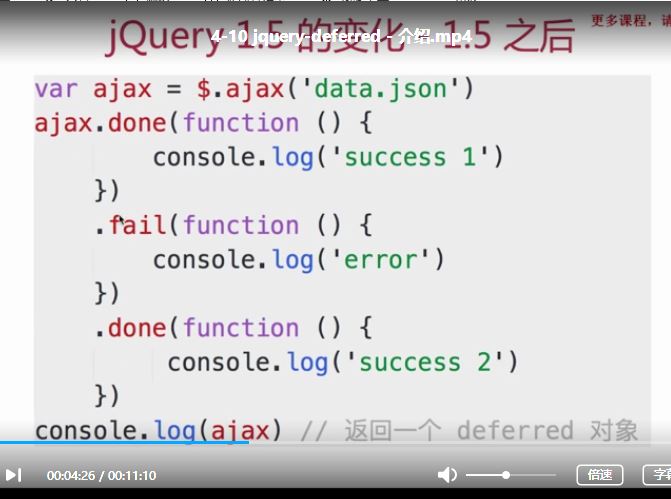 更多课程，请
jQuery 1.5 的变化 - 1.5 之后
4-10 jquery-deferred - 介绍.mp4
var ajax = $.ajax('data.json')
ajax.done(function () {
console.log('success 1')
})
.fail(function () {
console.log('error')
})
.done(function () {
console.log('success 2')
})
console.log(ajax) // 返回一个 deferred 对象
00:04:26 / 00:11:10
倍速
字